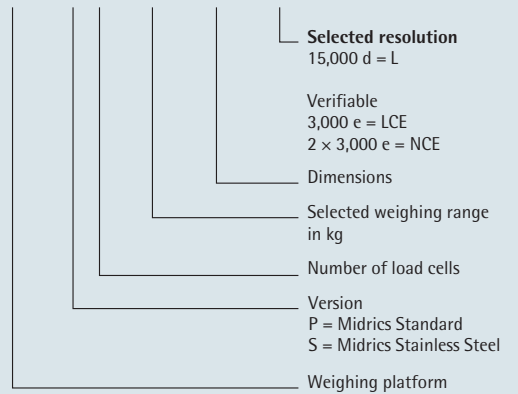 Selected resolution
15,000 d = L
Verifiable
3,000 e = LCE
2 × 3,000 e = NCE
Dimensions
Selected weighing range
in kg
Number of load cells
Version
P = Midrics Standard
S = Midrics Stainless Steel
Weighing platform